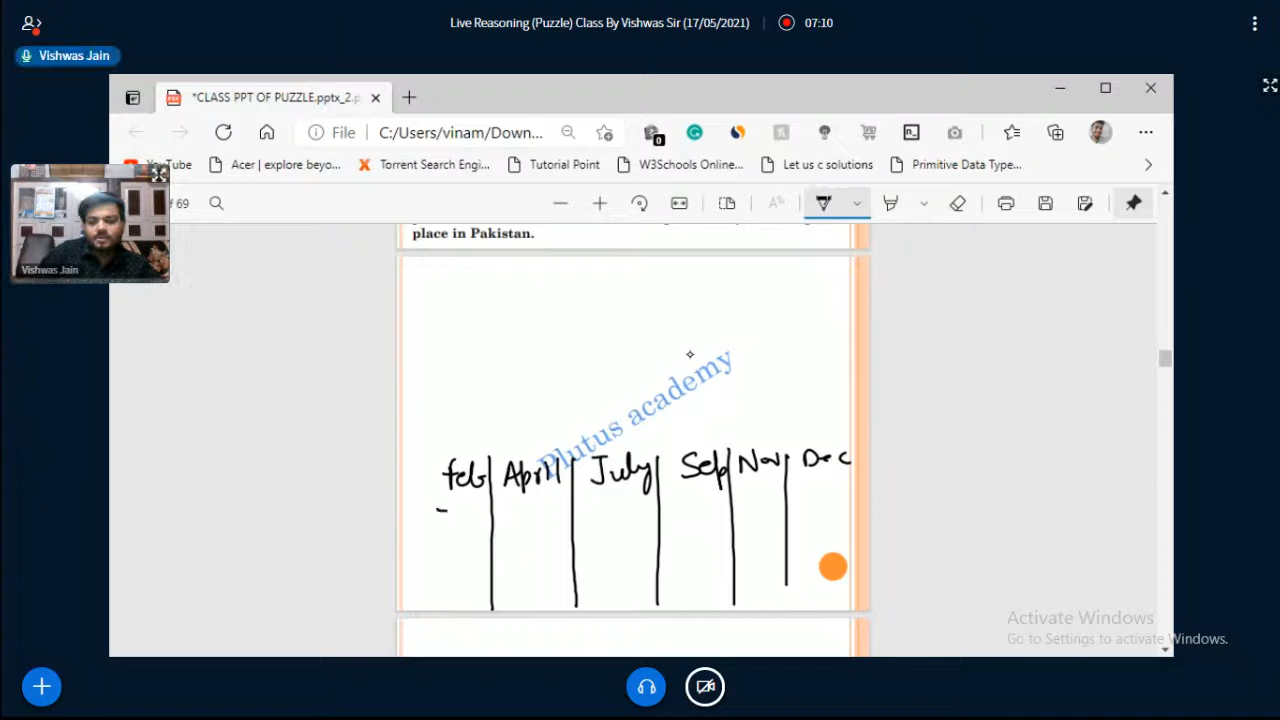 Live Reasoning (Puzzle) Class By Vishwas Sir (17/05/2021)
07:10
Vishwas Jain
*CLASS PPT OF PUZZLE.pptx_2.p
File
C:/Users/vinam/Down...
0
YouTube
Acer | explore beyo...
Torrent Search Engi...
Tutorial Point
W3Schools Online...
Let us c solutions
Primitive Data Type...
of 69
Vishwas Jain
place in Pakistan.
Plutus academy
feb April July Sep Nov Dec
Activate Windows
Go to Settings to activate Windows.